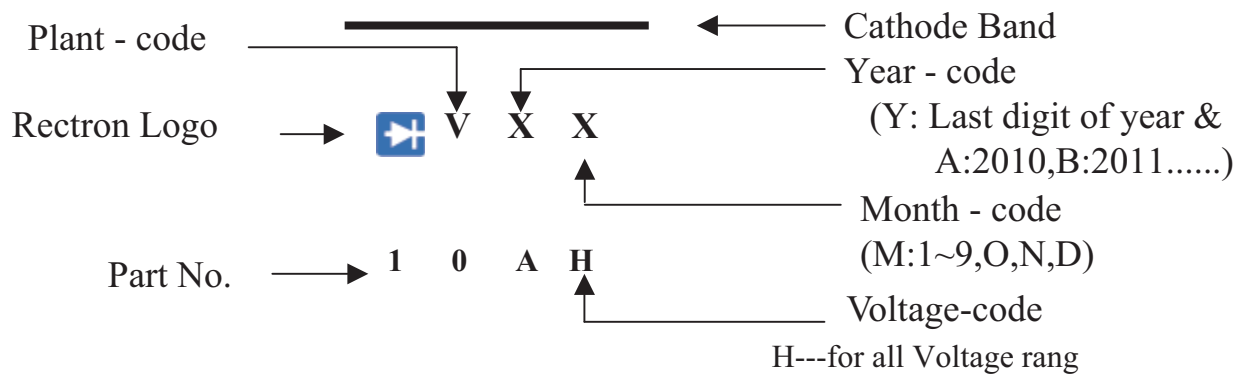 Plant - code
Cathode Band
Year - code
(Y: Last digit of year &
A:2010,B:2011......)
Rectron Logo
V X X
Month - code
(M:1~9,O,N,D)
Part No.
1 0 A H
Voltage-code
H---for all Voltage rang